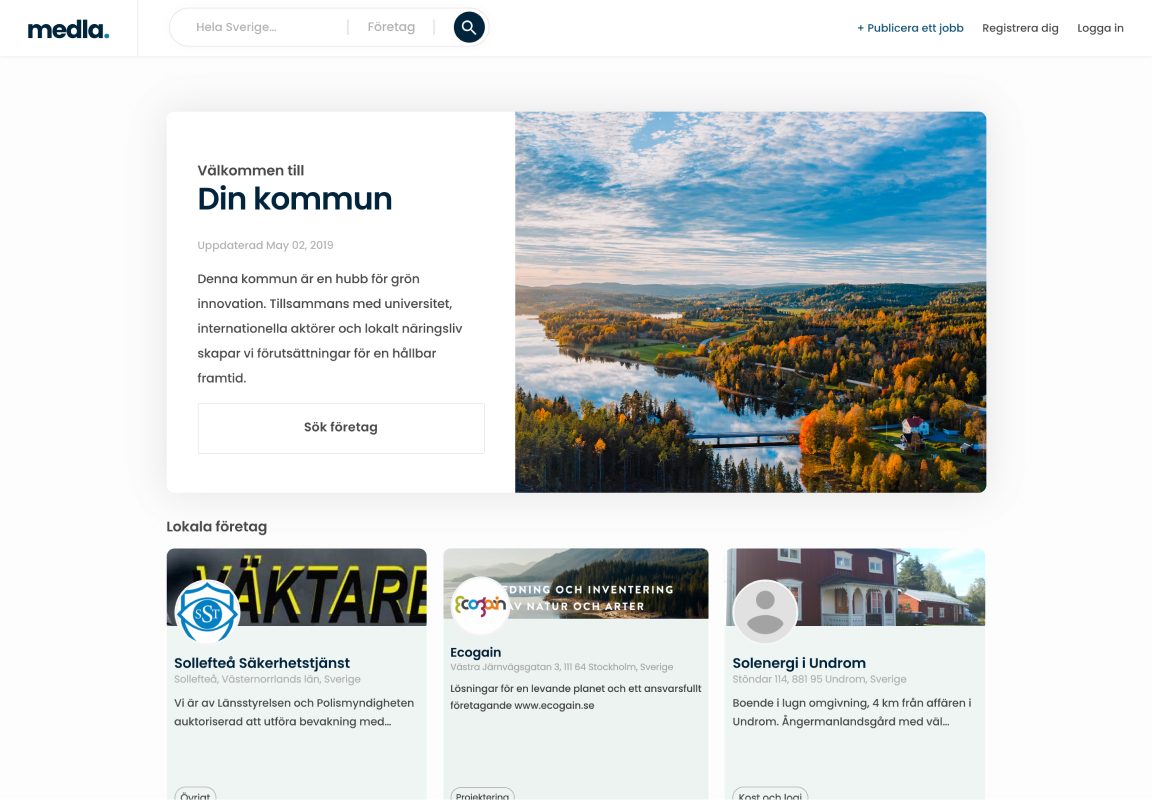 medla.
Hela Sverige...
Företag
+ Publicera ett jobb
Registrera dig
Logga in
Välkommen till
Din kommun
Uppdaterad May 02, 2019
Denna kommun är en hubb för grön
innovation. Tillsammans med universitet,
internationella aktörer och lokalt näringsliv
skapar vi förutsättningar för en hållbar
framtid.
Sök företag
Lokala företag
VÄKTARE
SST
Sollefteå Säkerhetstjänst
Sollefteå, Västernorrlands län, Sverige
Vi är av Länsstyrelsen och Polismyndigheten
auktoriserad att utföra bevakning med...
Övrigt
EDNING OCH INVENTERING
AV NATUR OCH ARTER
Ecogain
Ecogain
Västra Järnvägsgatan 3, 111 64 Stockholm, Sverige
Lösningar för en levande planet och ett ansvarsfullt
företagande www.ecogain.se
Projektering
Solenergi i Undrom
Stöndar 114, 881 95 Undrom, Sverige
Boende i lugn omgivning, 4 km från affären i
Undrom. Ångermanlandsgård med väl...
Kost och logi